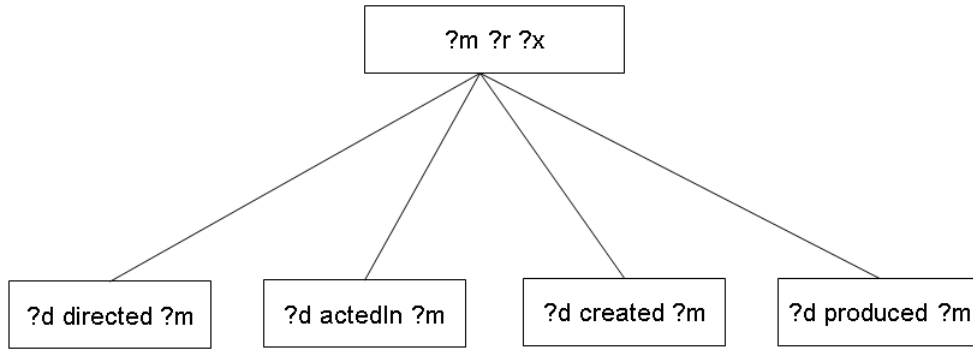 ?m ?r ?x
?d directed ?m
?d actedIn ?m
?d created ?m
?d produced ?m